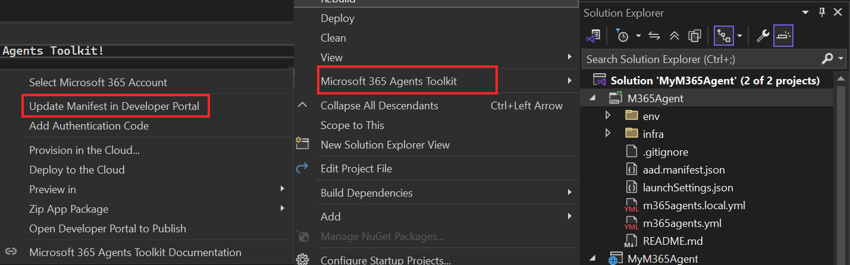 Agents Toolkit!
Select Microsoft 365 Account
Update Manifest in Developer Portal
Add Authentication Code
Provision in the Cloud...
Deploy to the Cloud
Preview in
Zip App Package
Open Developer Portal to Publish
Microsoft 365 Agents Toolkit Documentation
Rebuild
Deploy
Clean
View
Microsoft 365 Agents Toolkit
Collapse All Descendants Ctrl+Left Arrow
Scope to This
New Solution Explorer View
Edit Project File
Build Dependencies
Add
Manage NuGet Packages...
Configure Startup Projects...
Solution Explorer
Search Solution Explorer (Ctrl+;)
Solution 'MyM365Agent' (2 of 2 projects)
M365Agent
env
infra
.gitignore
aad.manifest.json
launchSettings.json
YML m365agents.local.yml
YML m365agents.yml
M↓ README.md
MyM365Agent